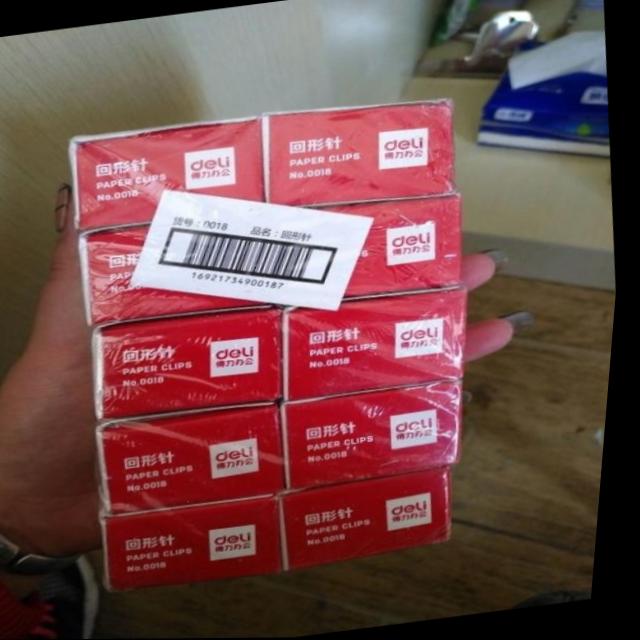 回形针
PAPER CLIPS
No.0018
deli
得力办公
回形针
PAPER CLIPS
No.0018
deli
得力办公
货号：0018 品名：回形针
16921734900187
deli
得力办公
回形针
PAPER CLIPS
No.0018
deli
得力办公
回形针
PAPER CLIPS
No.0018
deli
得力办公
回形针
PAPER CLIPS
No.0018
deli
得力办公
回形针
PAPER CLIPS
No.0018
deli
得力办公
回形针
PAPER CLIPS
No.0018
deli
得力办公
回形针
PAPER CLIPS
No.0018
deli
得力办公